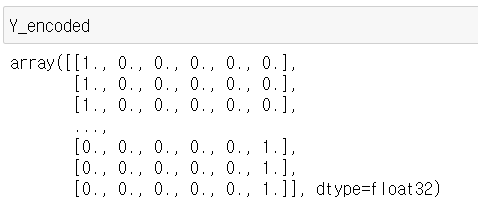 Y_encoded
array([[1., 0., 0., 0., 0., 0.],
[1., 0., 0., 0., 0., 0.],
[1., 0., 0., 0., 0., 0.],
...,
[0., 0., 0., 0., 0., 1.],
[0., 0., 0., 0., 0., 1.],
[0., 0., 0., 0., 0., 1.]], dtype=float32)